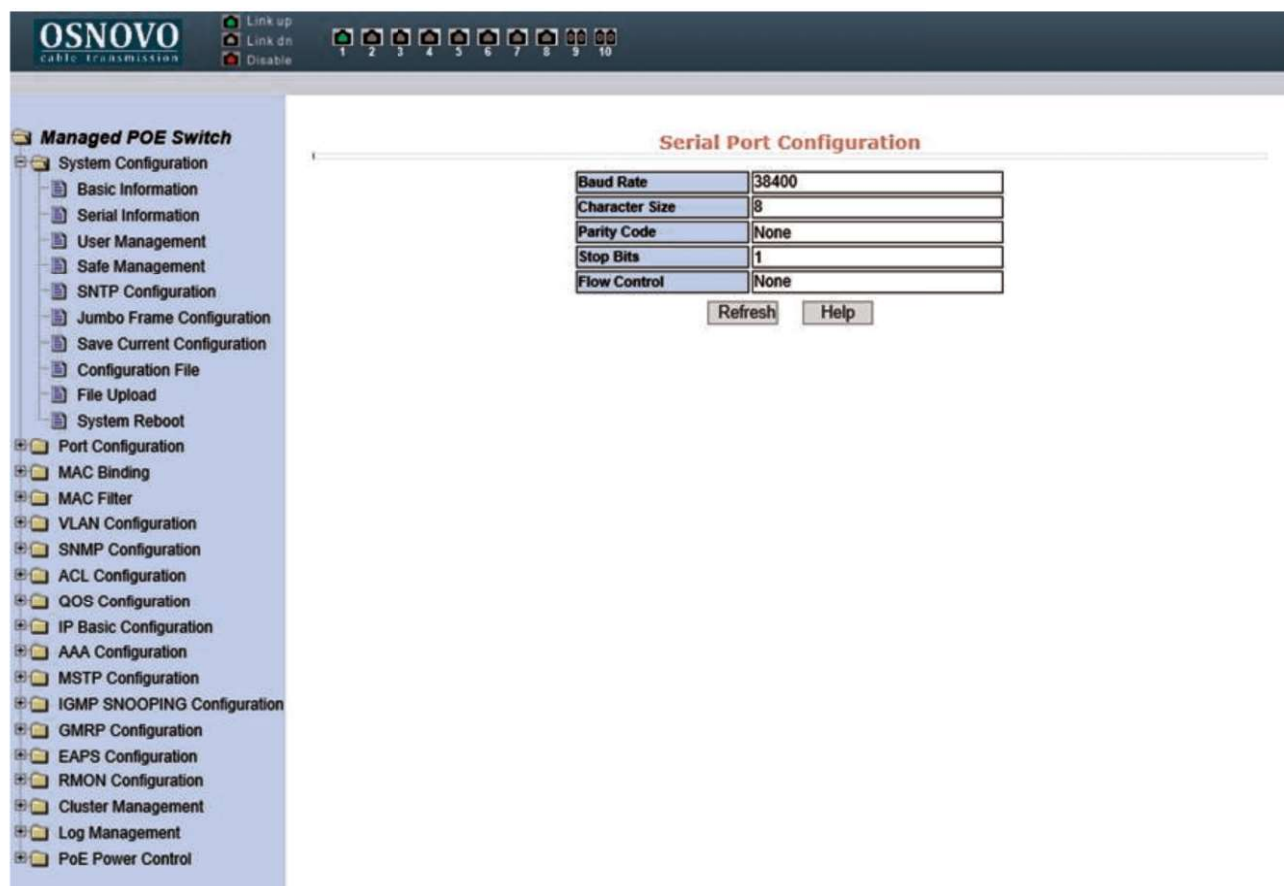 OSNOVO
cable transmission
Link up
Link dn
Disable
1 2 3 4 5 6 7 8 9 10
Managed POE Switch
System Configuration
Basic Information
Serial Information
User Management
Safe Management
SNTP Configuration
Jumbo Frame Configuration
Save Current Configuration
Configuration File
File Upload
System Reboot
Port Configuration
MAC Binding
MAC Filter
VLAN Configuration
SNMP Configuration
ACL Configuration
QOS Configuration
IP Basic Configuration
AAA Configuration
MSTP Configuration
IGMP SNOOPING Configuration
GMRP Configuration
EAPS Configuration
RMON Configuration
Cluster Management
Log Management
PoE Power Control
Serial Port Configuration
Baud Rate 38400
Character Size 8
Parity Code None
Stop Bits 1
Flow Control None
Refresh Help